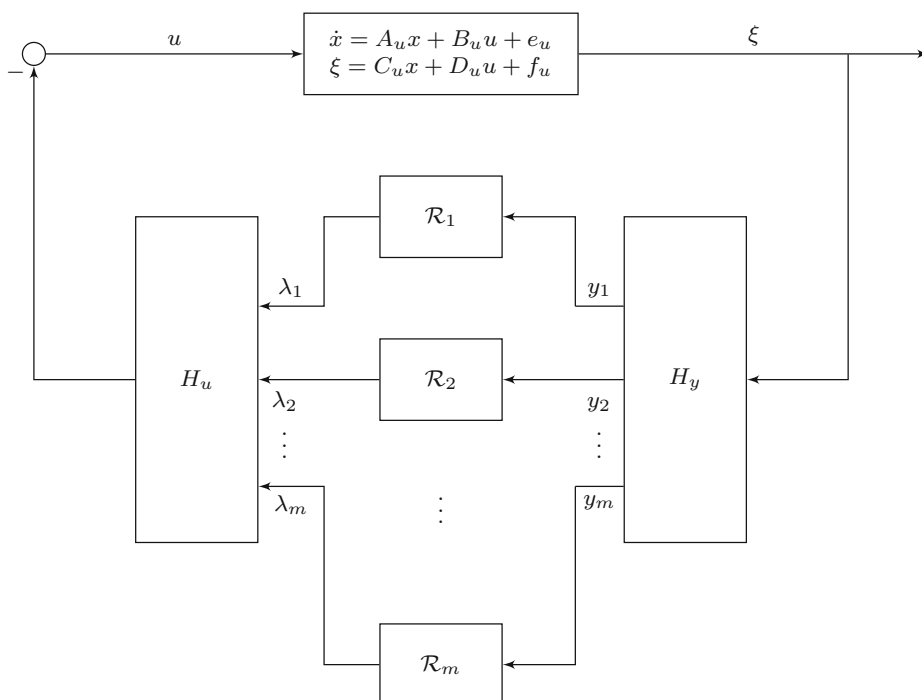 u
ẋ = A_u x + B_u u + e_u
ξ = C_u x + D_u u + f_u
ξ
−
R_1
λ_1
y_1
H_u
R_2
H_y
λ_2
y_2
⋮
⋮
λ_m
⋮
y_m
R_m